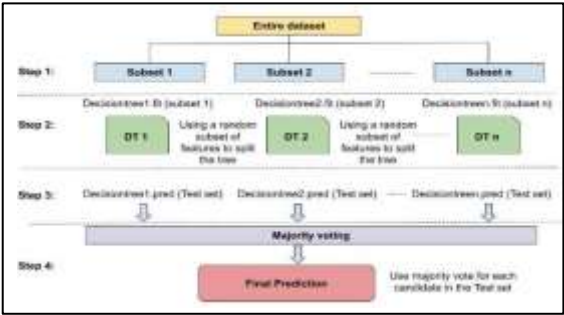 Entire dataset
Step 1:
Subset 1
Subset 2
Subset n
Decisiontree1.fit (subset 1)
Decisiontree2.fit (subset 2)
Decisiontreen.fit (subset n)
Step 2:
DT 1
Using a random
subset of
features to split
the tree
DT 2
Using a random
subset of
features to split
the tree
DT n
Step 3:
Decisiontree1.pred (Test set)
Decisiontree2.pred (Test set)
Decisiontreen.pred (Test set)
Majority voting
Step 4:
Final Prediction
Use majority vote for each
candidate in the Test set